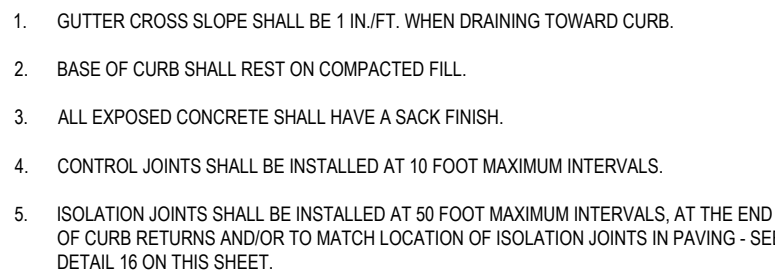 1. GUTTER CROSS SLOPE SHALL BE 1 IN./FT. WHEN DRAINING TOWARD CURB.
2. BASE OF CURB SHALL REST ON COMPACTED FILL.
3. ALL EXPOSED CONCRETE SHALL HAVE A SACK FINISH.
4. CONTROL JOINTS SHALL BE INSTALLED AT 10 FOOT MAXIMUM INTERVALS.
5. ISOLATION JOINTS SHALL BE INSTALLED AT 50 FOOT MAXIMUM INTERVALS, AT THE END
OF CURB RETURNS AND/OR TO MATCH LOCATION OF ISOLATION JOINTS IN PAVING - SEE
DETAIL 16 ON THIS SHEET.